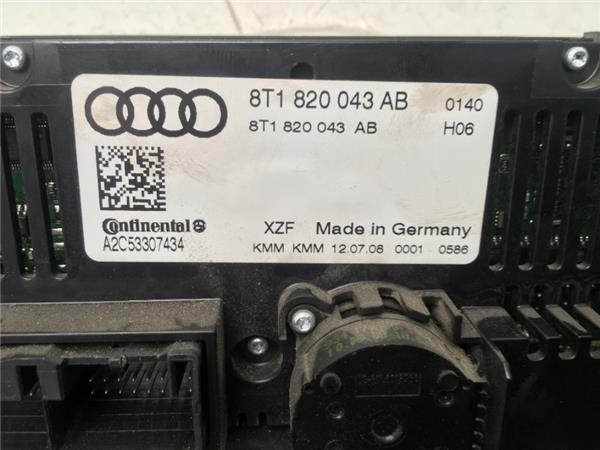 8T1 820 043 AB 0140
8T1 820 043 AB H06
Continental
A2C53307434
XZF Made in Germany
KMM KMM 12.07.08 0001 0586